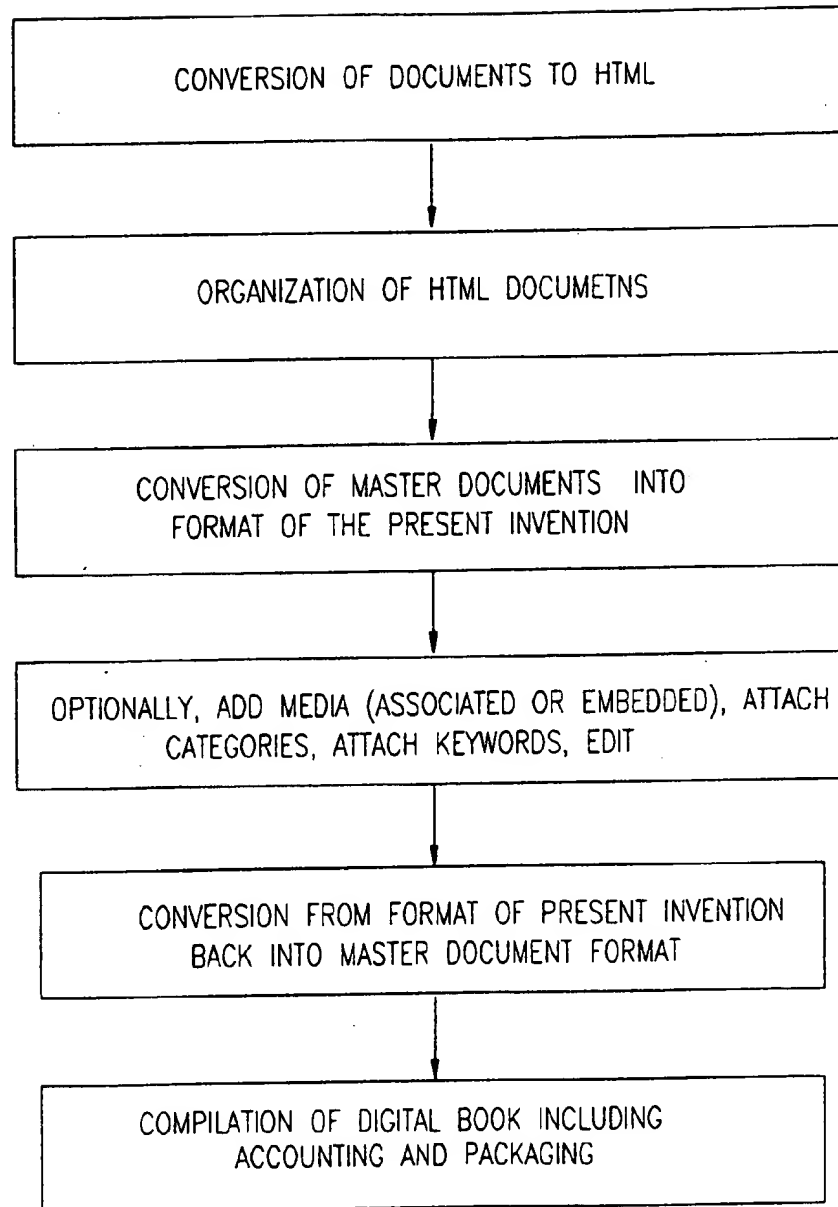 CONVERSION OF DOCUMENTS TO HTML
ORGANIZATION OF HTML DOCUMETNS
CONVERSION OF MASTER DOCUMENTS INTO
FORMAT OF THE PRESENT INVENTION
OPTIONALLY, ADD MEDIA (ASSOCIATED OR EMBEDDED), ATTACH
CATEGORIES, ATTACH KEYWORDS, EDIT
CONVERSION FROM FORMAT OF PRESENT INVENTION
BACK INTO MASTER DOCUMENT FORMAT
COMPILATION OF DIGITAL BOOK INCLUDING
ACCOUNTING AND PACKAGING